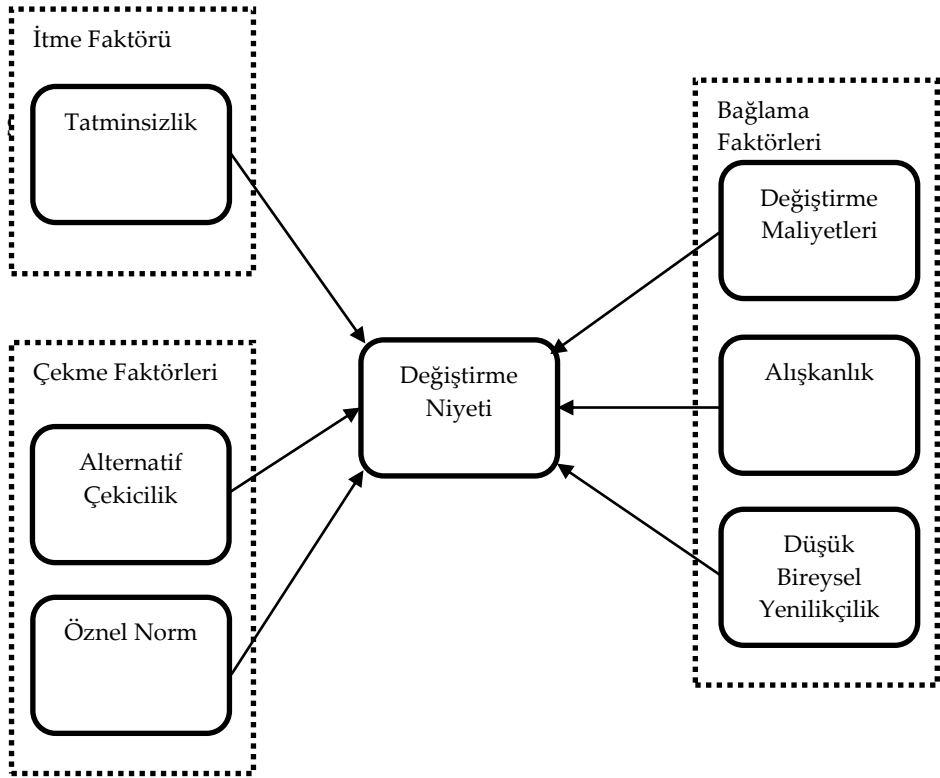 İtme Faktörü
Tatminsizlik
Çekme Faktörleri
Alternatif
Çekicilik
Öznel Norm
Değiştirme
Niyeti
Bağlama
Faktörleri
Değiştirme
Maliyetleri
Alışkanlık
Düşük
Bireysel
Yenilikçilik